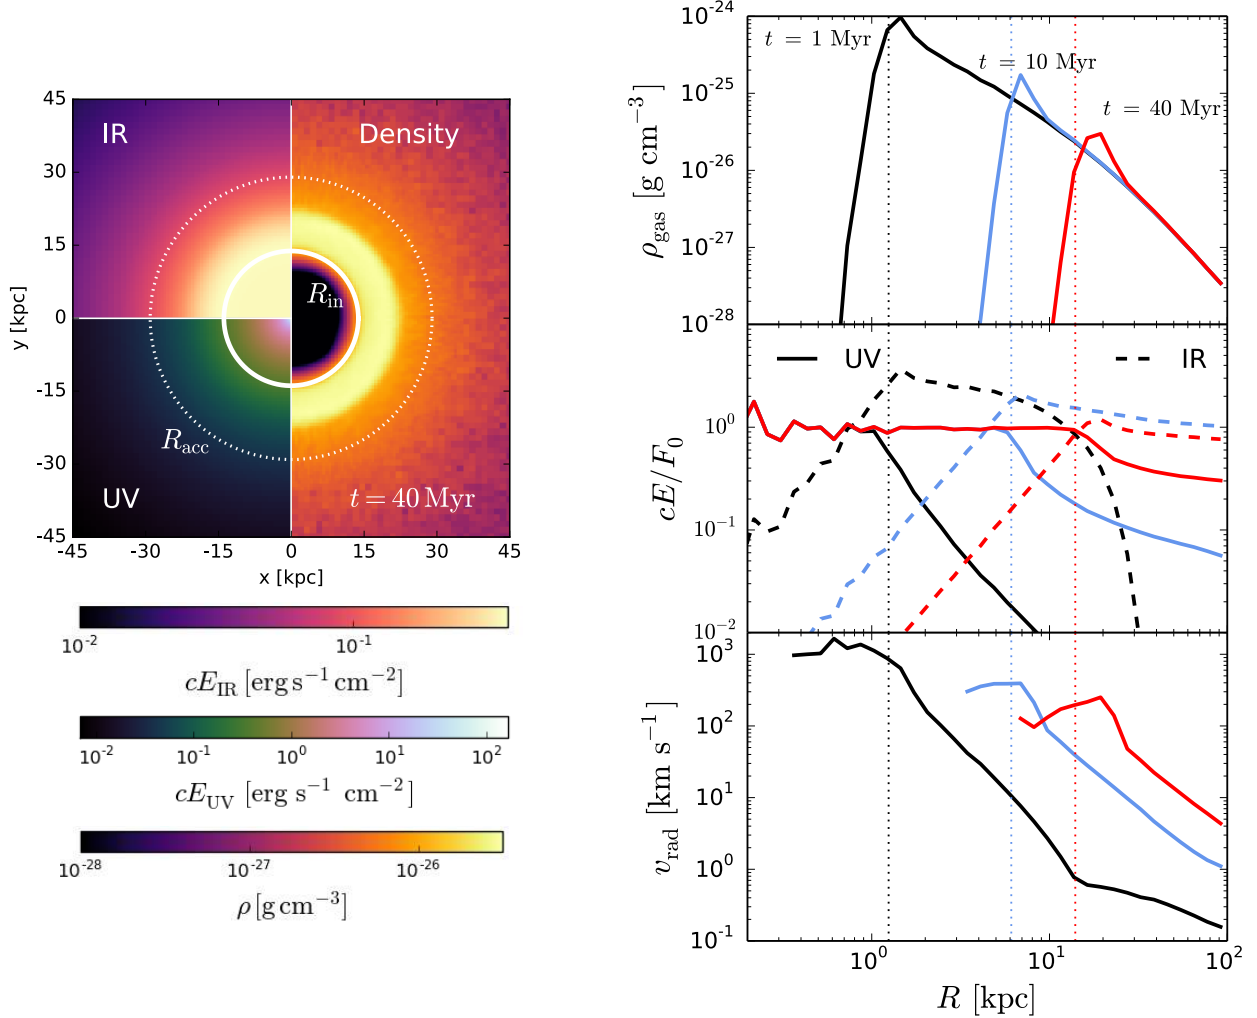 45
30
15
0
-15
-30
-45
y [kpc]
IR
Density
R_in
R_acc
UV
t = 40 Myr
-45
-30
-15
0
15
30
45
x [kpc]
10^-2
10^-1
cE_IR [erg s^-1 cm^-2]
10^-2
10^-1
10^0
10^1
10^2
cE_UV [erg s^-1 cm^-2]
10^-28
10^-27
10^-26
ρ [g cm^-3]
10^-24
10^-25
10^-26
10^-27
10^-28
ρ_gas [g cm^-3]
t = 1 Myr
t = 10 Myr
t = 40 Myr
10^0
10^-1
10^-2
cE/F_0
UV
IR
10^3
10^2
10^1
10^0
10^-1
v_rad [km s^-1]
10^0
10^1
10^2
R [kpc]